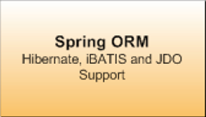 Spring ORM
Hibernate, iBATIS and JDO
Support